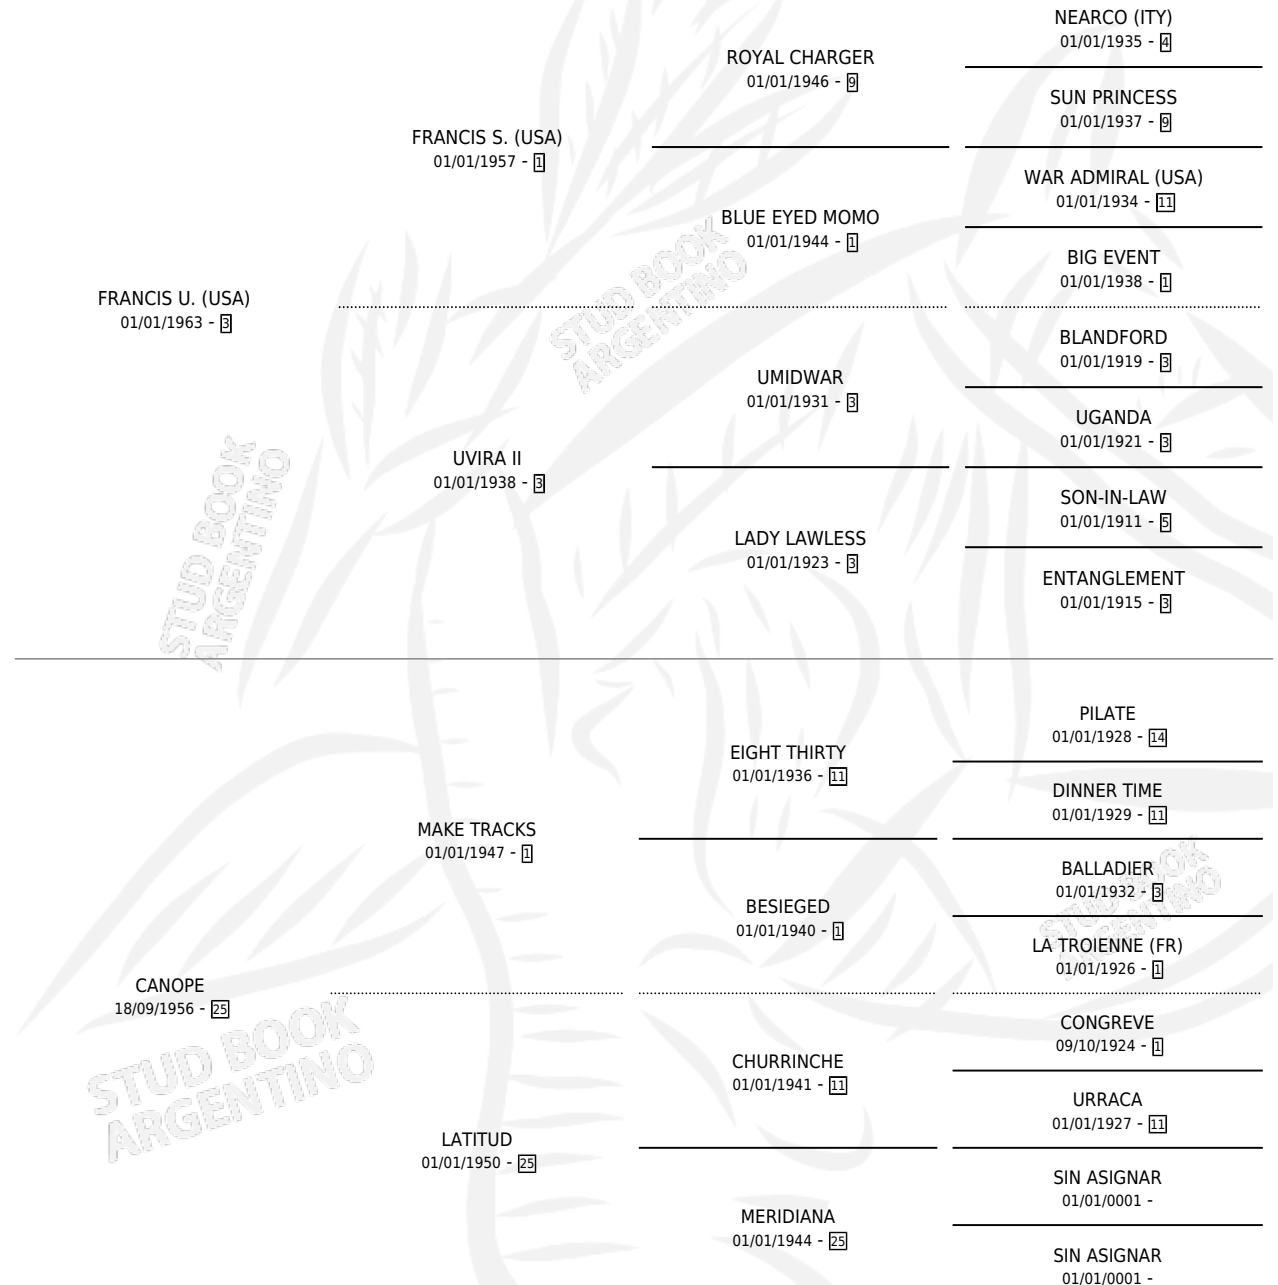 NEARCO (ITY)
01/01/1935 - 4
ROYAL CHARGER
01/01/1946 - 9
SUN PRINCESS
01/01/1937 - 9
FRANCIS S. (USA)
01/01/1957 - 1
WAR ADMIRAL (USA)
01/01/1934 - 11
BLUE EYED MOMO
01/01/1944 - 1
BIG EVENT
01/01/1938 - 1
FRANCIS U. (USA)
01/01/1963 - 3
BLANDFORD
01/01/1919 - 3
UMIDWAR
01/01/1931 - 3
UGANDA
01/01/1921 - 3
UVIRA II
01/01/1938 - 3
SON-IN-LAW
01/01/1911 - 5
LADY LAWLESS
01/01/1923 - 3
ENTANGLEMENT
01/01/1915 - 3
PILATE
01/01/1928 - 14
EIGHT THIRTY
01/01/1936 - 11
DINNER TIME
01/01/1929 - 11
MAKE TRACKS
01/01/1947 - 1
BALLADIER
01/01/1932 - 3
BESIEGED
01/01/1940 - 1
LA TROIENNE (FR)
01/01/1926 - 1
CANOPE
18/09/1956 - 25
CONGREVE
09/10/1924 - 1
CHURRINCHE
01/01/1941 - 11
URRACA
01/01/1927 - 11
LATITUD
01/01/1950 - 25
SIN ASIGNAR
01/01/0001 -
MERIDIANA
01/01/1944 - 25
SIN ASIGNAR
01/01/0001 -
STUD BOOK
ARGENTINO
STUD BOOK
ARGENTINO
STUD BOOK
ARGENTINO
STUD BOOK
ARGENTINO